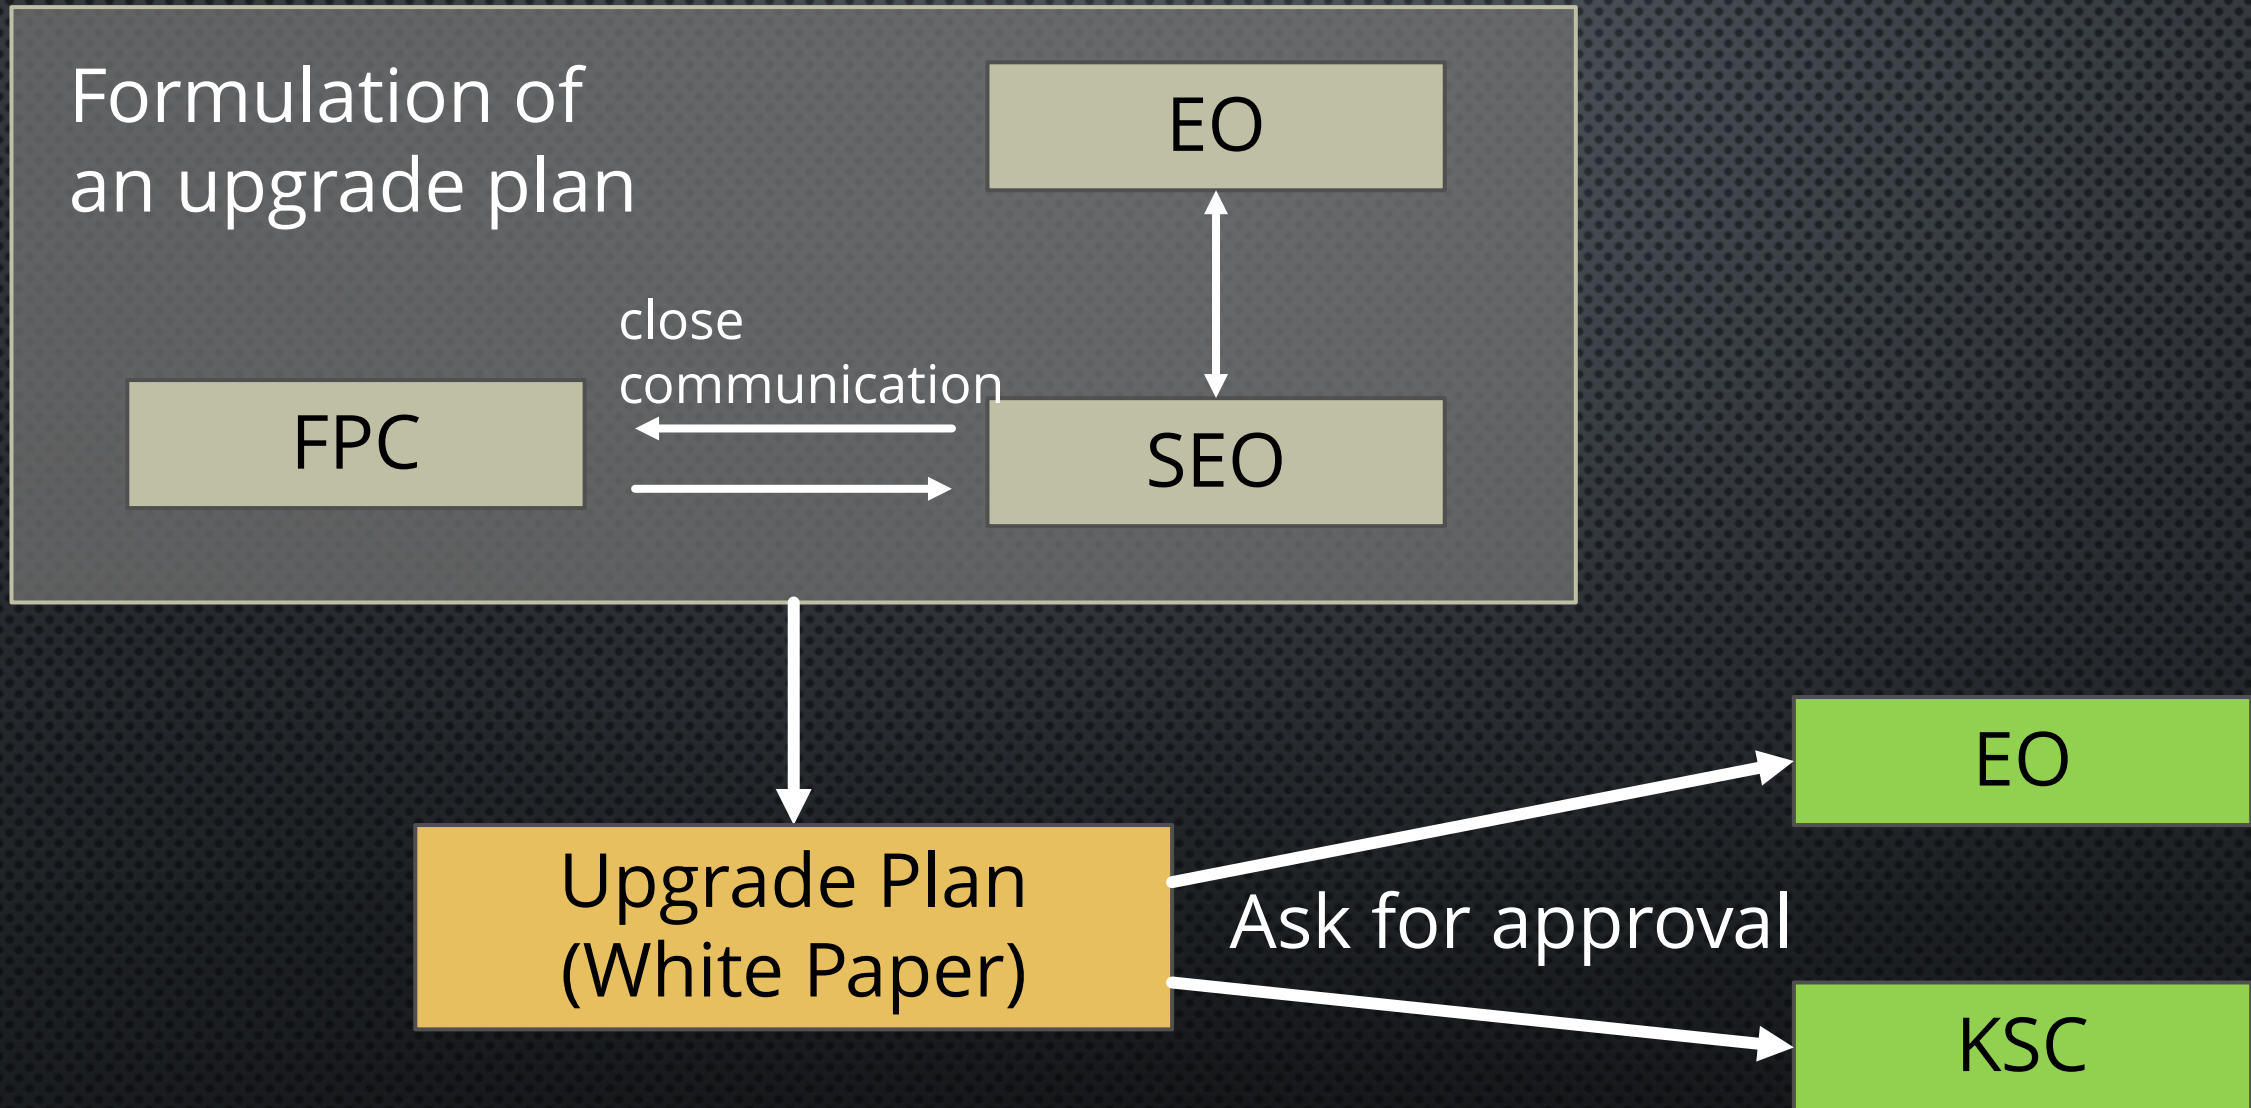 Formulation of
an upgrade plan
EO
close
communication
FPC
SEO
EO
Upgrade Plan
(White Paper)
Ask for approval
KSC